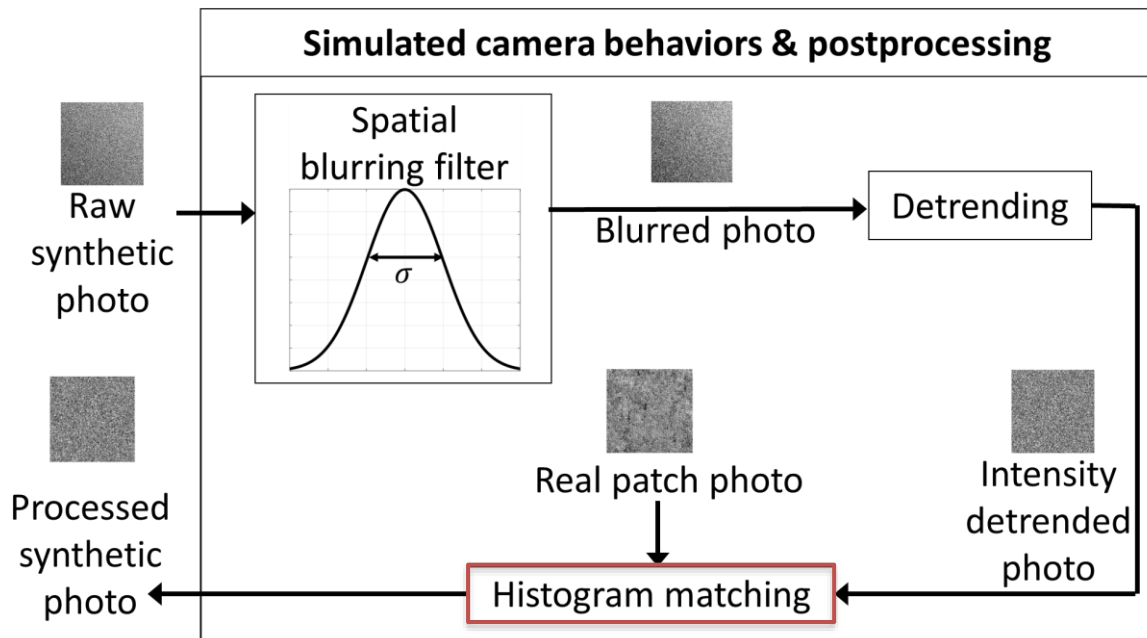 Simulated camera behaviors & postprocessing
Raw
synthetic
photo
Spatial
blurring filter
σ
Blurred photo
Detrending
Intensity
detrended
photo
Real patch photo
Histogram matching
Processed
synthetic
photo